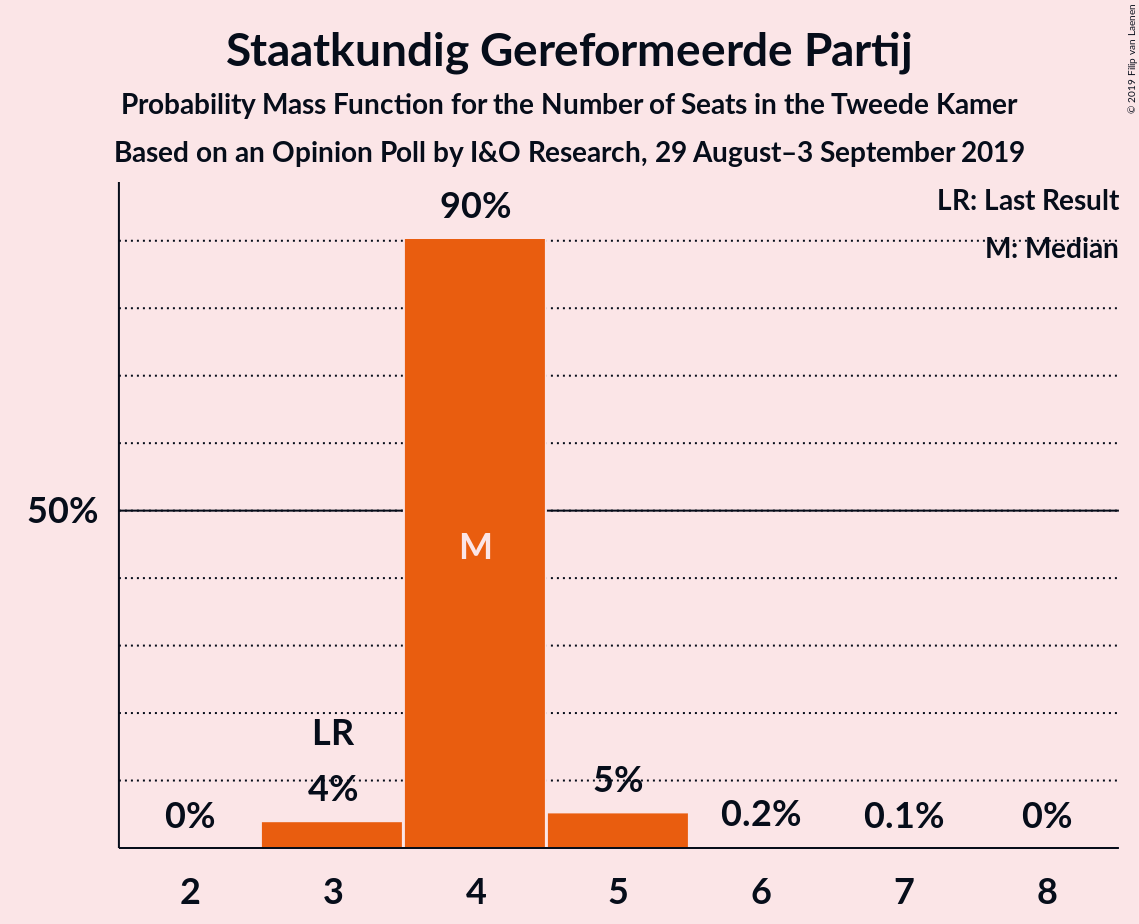 Staatkundig Gereformeerde Partij
Probability Mass Function for the Number of Seats in the Tweede Kamer
Based on an Opinion Poll by I&O Research, 29 August–3 September 2019
© 2019 Filip van Laenen
LR: Last Result
M: Median
90%
50%
M
LR
4%
5%
0%
0.2%
0.1%
0%
2 3 4 5 6 7 8